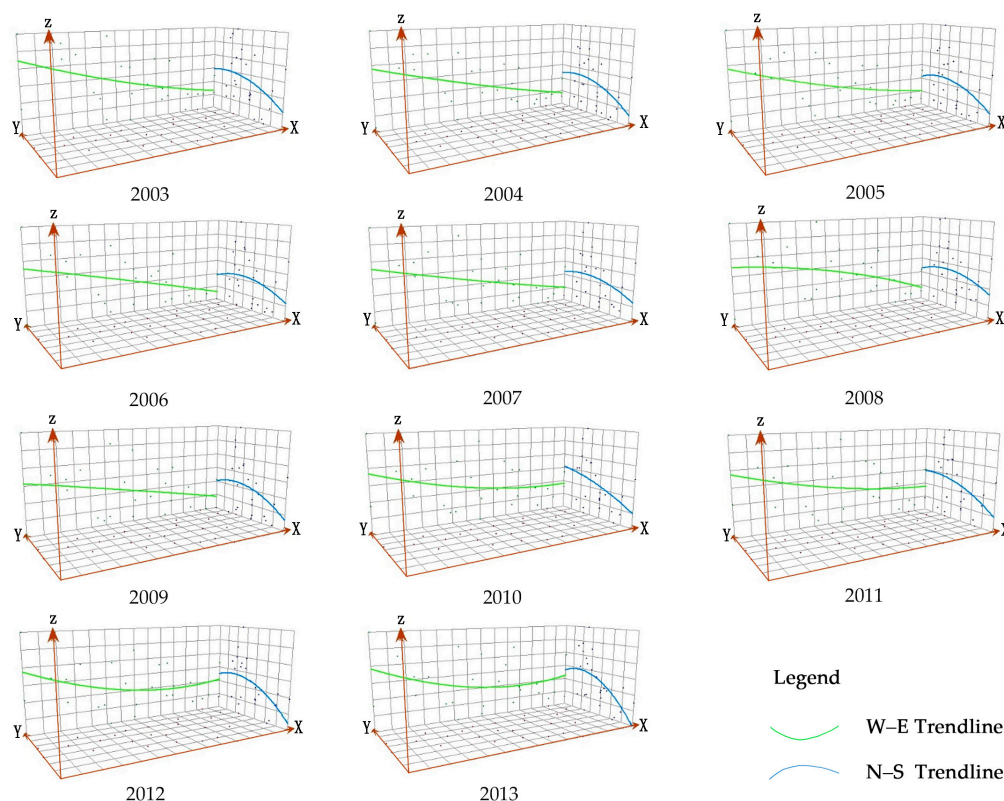 z
Y
X
2003
z
Y
X
2004
z
Y
X
2005
z
Y
X
2006
z
Y
X
2007
z
Y
X
2008
z
Y
X
2009
z
Y
X
2010
z
Y
X
2011
z
Y
X
2012
z
Y
X
2013
Legend
W–E Trendline
N–S Trendline